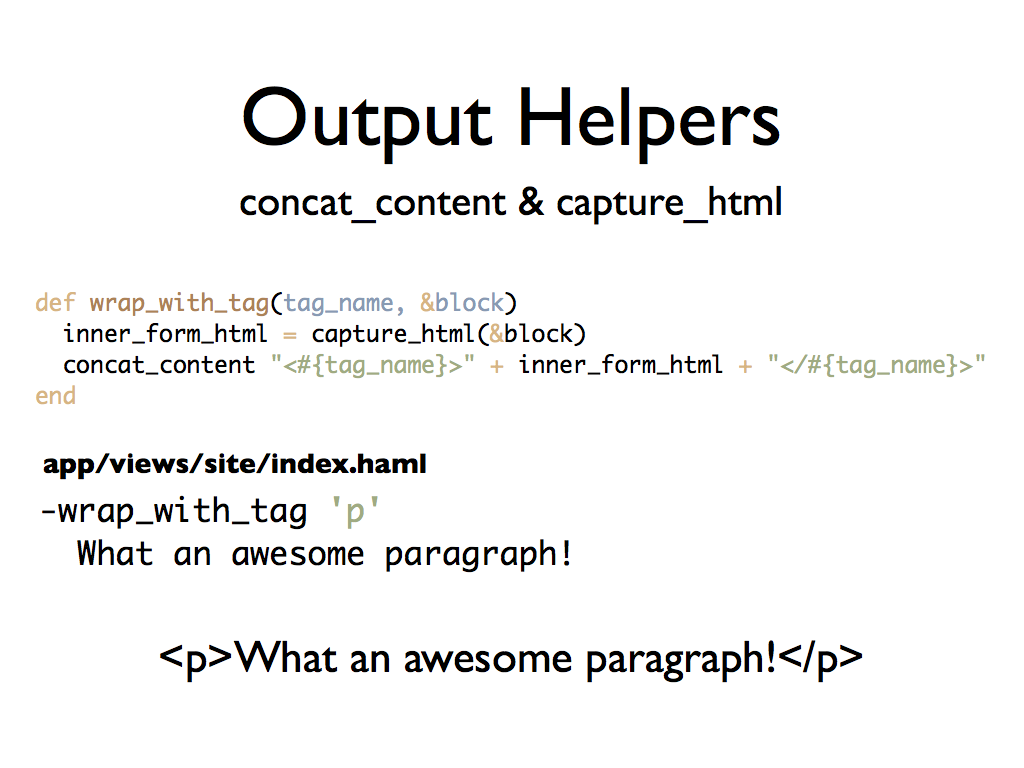 Output Helpers
concat_content & capture_html
def wrap_with_tag(tag_name, &block)
  inner_form_html = capture_html(&block)
  concat_content "<#{tag_name}>" + inner_form_html + "</#{tag_name}>"
end
app/views/site/index.haml
-wrap_with_tag 'p'
  What an awesome paragraph!
<p>What an awesome paragraph!</p>